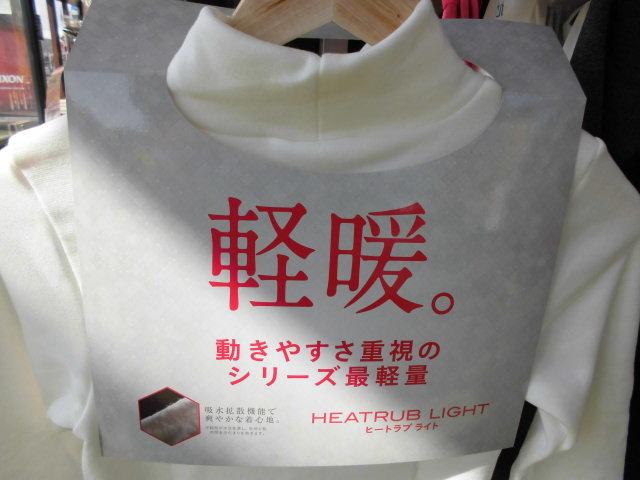 軽暖。
動きやすさ重視の
シリーズ最軽量
吸水拡散機能で
爽やかな着心地。
HEATRUB LIGHT
ヒートラブ ライト